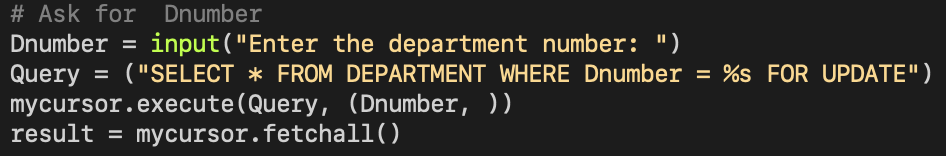 # Ask for  Dnumber
Dnumber = input("Enter the department number: ")
Query = ("SELECT * FROM DEPARTMENT WHERE Dnumber = %s FOR UPDATE")
mycursor.execute(Query, (Dnumber, ))
result = mycursor.fetchall()